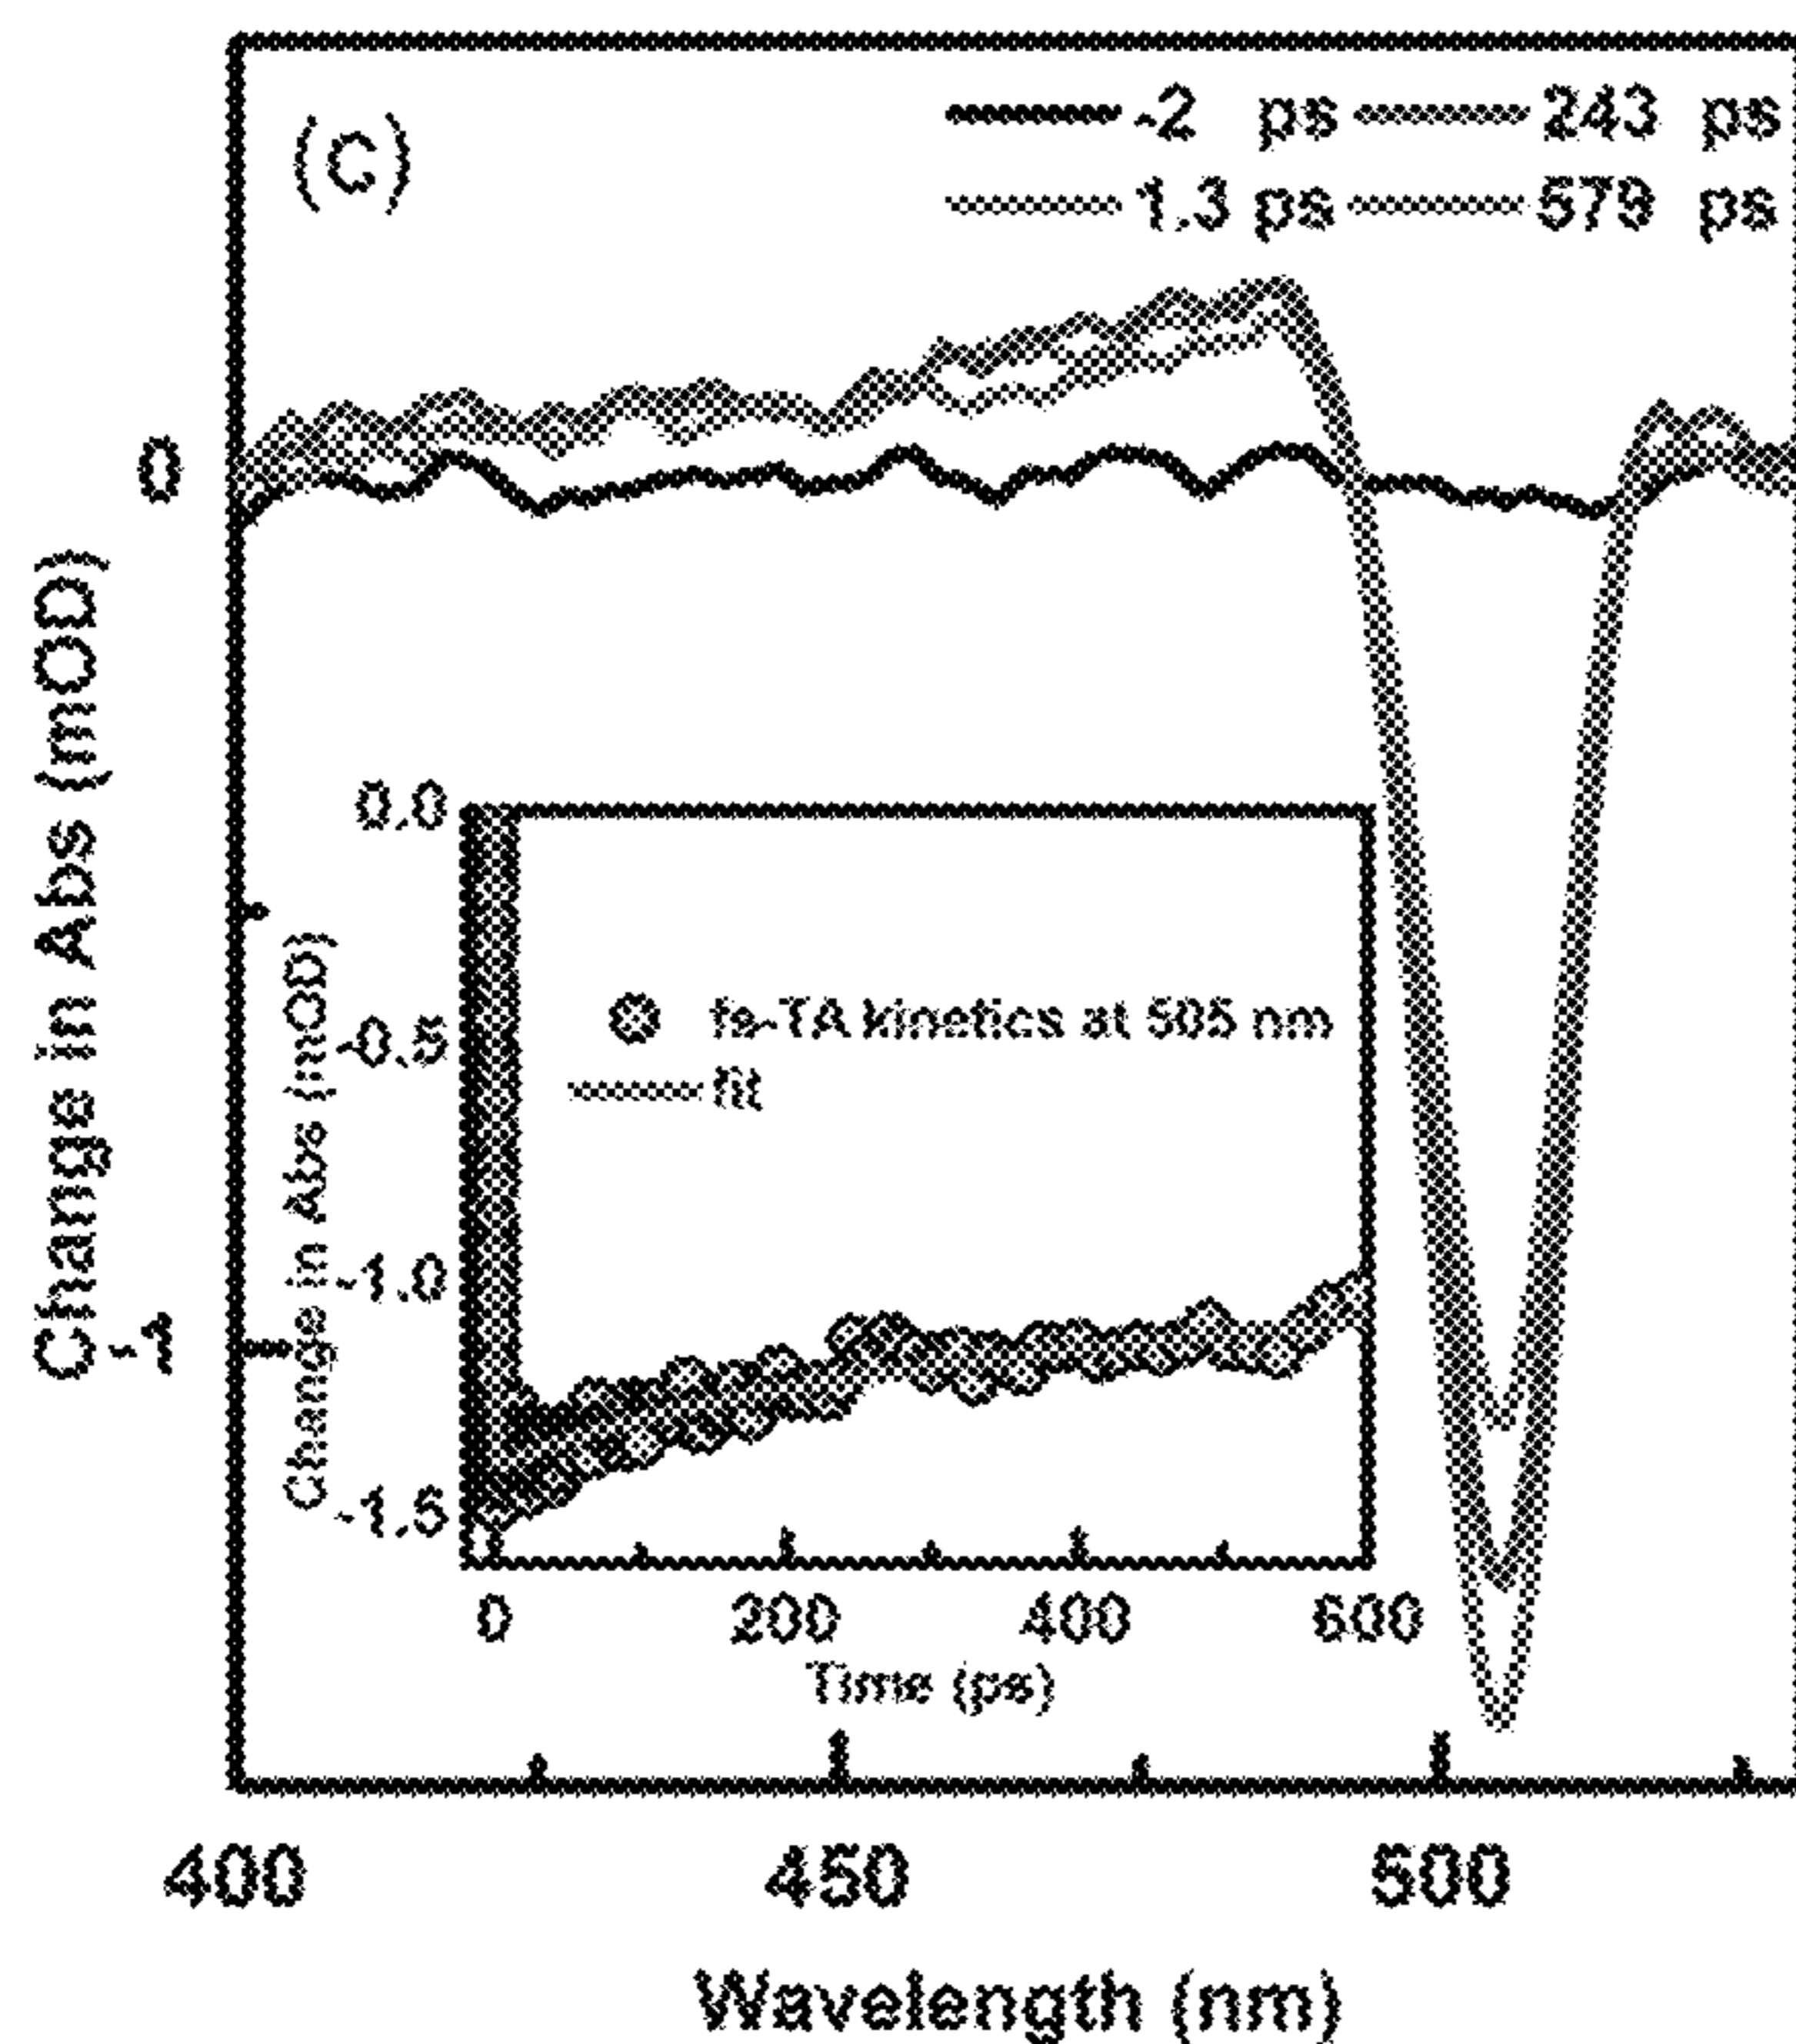 (C)
-2 ps 243 ps
1.3 ps 579 ps
0
-1
Change in Abs (mOD)
0.0
-0.5
-1.0
-1.5
Change in Abs (mOD)
fs-TA kinetics at 505 nm
fit
0 200 400 600
Time (ps)
400 450 500
Wavelength (nm)